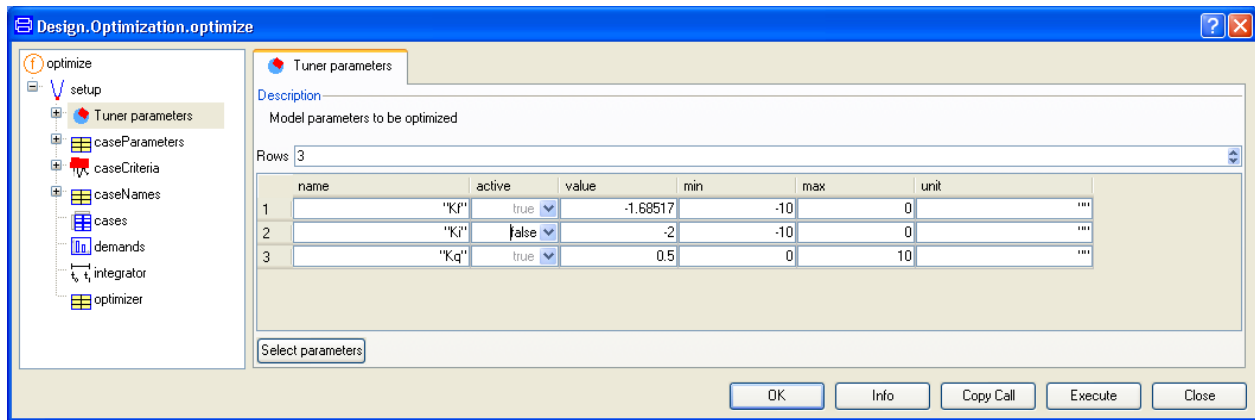 Design.Optimization.optimize
optimize
setup
Tuner parameters
caseParameters
caseCriteria
caseNames
cases
demands
integrator
optimizer
Tuner parameters
Description
Model parameters to be optimized
Rows 3
name active value min max unit
1 "Kf" true -1.68517 -10 0 ""
2 "Ki" false -2 -10 0 ""
3 "Kq" true 0.5 0 10 ""
Select parameters
OK Info Copy Call Execute Close